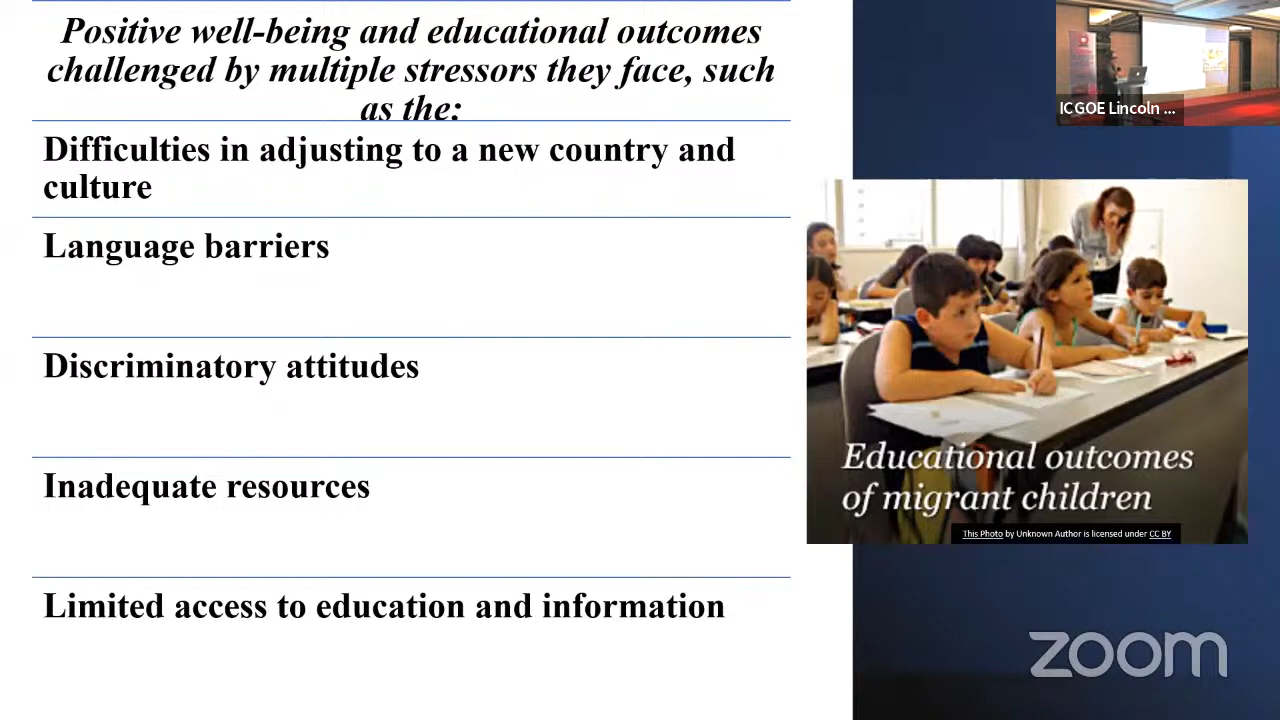 Positive well-being and educational outcomes
challenged by multiple stressors they face, such
as the:
Difficulties in adjusting to a new country and
culture
Language barriers
Discriminatory attitudes
Inadequate resources
Limited access to education and information
ICGOE Lincoln ...
Educational outcomes
of migrant children
This Photo by Unknown Author is licensed under CC BY
zoom